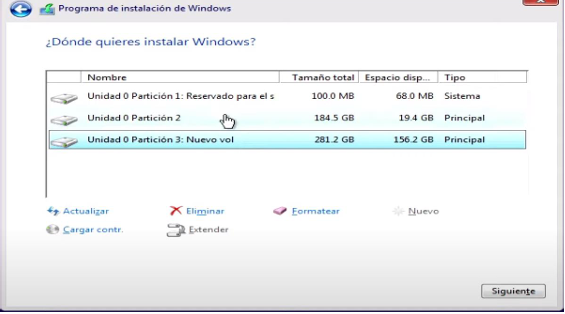 Programa de instalación de Windows
¿Dónde quieres instalar Windows?
Nombre Tamaño total Espacio disp... Tipo
Unidad 0 Partición 1: Reservado para el s 100.0 MB 68.0 MB Sistema
Unidad 0 Partición 2 184.5 GB 19.4 GB Principal
Unidad 0 Partición 3: Nuevo vol 281.2 GB 156.2 GB Principal
Actualizar Eliminar Formatear Nuevo
Cargar contr. Extender
Siguiente